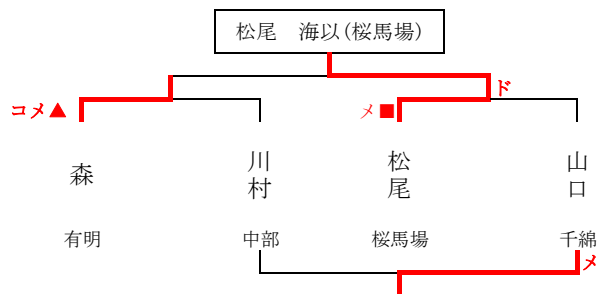 松尾　海以(桜馬場)
ド
コメ▲
メ■
森
川村
松尾
山口
有明
中部
桜馬場
千綿
メ